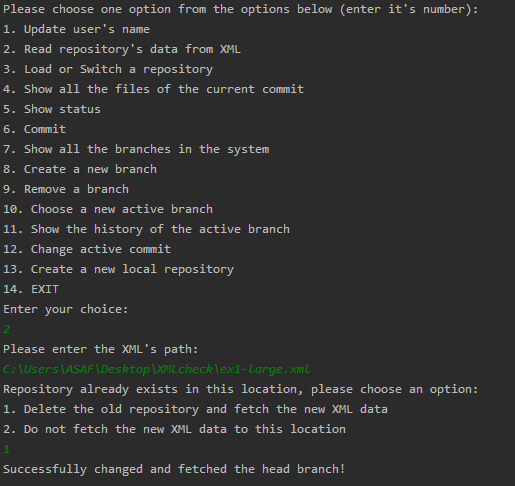 Please choose one option from the options below (enter it's number):
1. Update user's name
2. Read repository's data from XML
3. Load or Switch a repository
4. Show all the files of the current commit
5. Show status
6. Commit
7. Show all the branches in the system
8. Create a new branch
9. Remove a branch
10. Choose a new active branch
11. Show the history of the active branch
12. Change active commit
13. Create a new local repository
14. EXIT
Enter your choice:
2
Please enter the XML's path:
C:\Users\ASAF\Desktop\XMLcheck\ex1-large.xml
Repository already exists in this location, please choose an option:
1. Delete the old repository and fetch the new XML data
2. Do not fetch the new XML data to this location
1
Successfully changed and fetched the head branch!